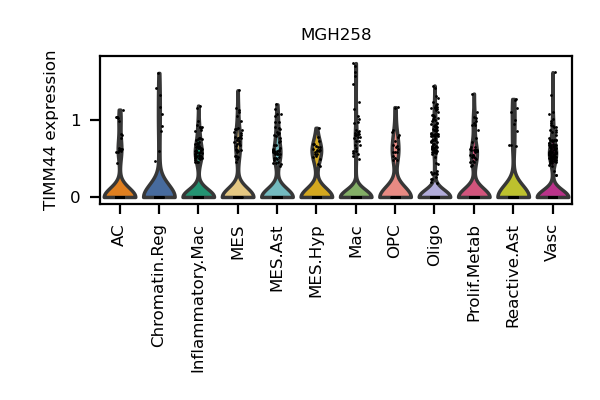 MGH258
TIMM44 expression
1
0
AC
Chromatin.Reg
Inflammatory.Mac
MES
MES.Ast
MES.Hyp
Mac
OPC
Oligo
Prolif.Metab
Reactive.Ast
Vasc